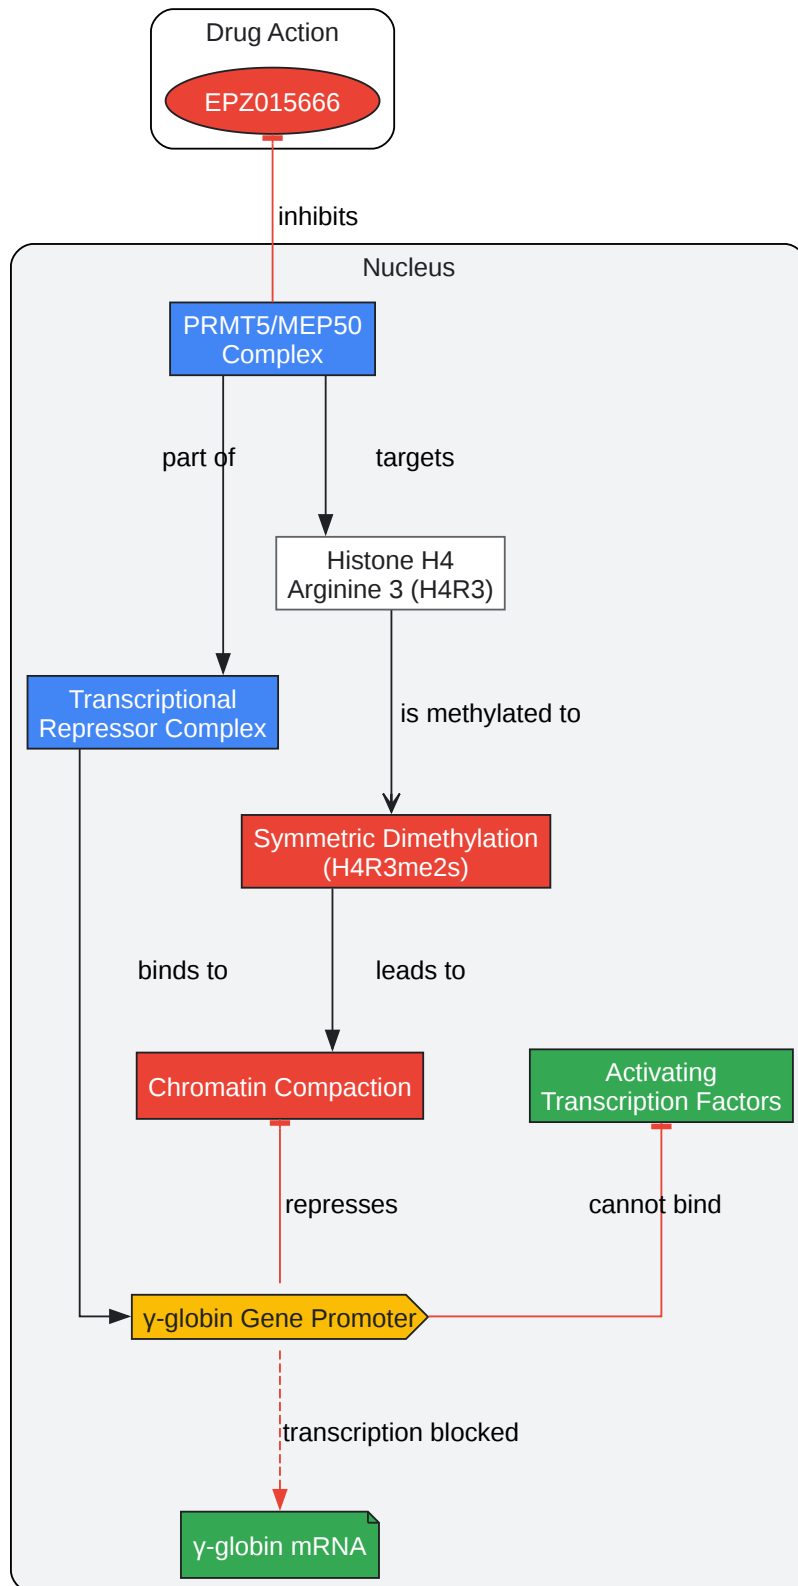 Drug Action
EPZ015666
inhibits
Nucleus
PRMT5/MEP50
Complex
part of
targets
Histone H4
Arginine 3 (H4R3)
Transcriptional
Repressor Complex
is methylated to
Symmetric Dimethylation
(H4R3me2s)
binds to
leads to
Chromatin Compaction
Activating
Transcription Factors
represses
cannot bind
γ-globin Gene Promoter
transcription blocked
γ-globin mRNA